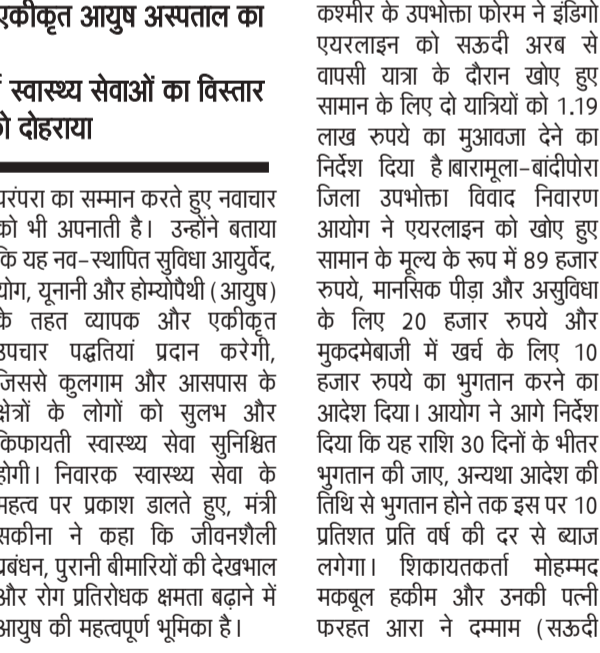 एकीकृत आयुष अस्पताल का
स्वास्थ्य सेवाओं का विस्तार
दोहराया
परंपरा का सम्मान करते हुए नवाचार
को भी अपनाती है। उन्होंने बताया
कि यह नव-स्थापित सुविधा आयुर्वेद,
योग, यूनानी और होम्योपैथी (आयुष)
के तहत व्यापक और एकीकृत
उपचार पद्धतियां प्रदान करेगी,
जिससे कुलगाम और आसपास के
क्षेत्रों के लोगों को सुलभ और
किफायती स्वास्थ्य सेवा सुनिश्चित
होगी। निवारक स्वास्थ्य सेवा के
महत्व पर प्रकाश डालते हुए, मंत्री
सकीना ने कहा कि जीवनशैली
प्रबंधन, पुरानी बीमारियों की देखभाल
और रोग प्रतिरोधक क्षमता बढ़ाने में
आयुष की महत्वपूर्ण भूमिका है।
कश्मीर के उपभोक्ता फोरम ने इंडिगो
एयरलाइन को सऊदी अरब से
वापसी यात्रा के दौरान खोए हुए
सामान के लिए दो यात्रियों को 1.19
लाख रुपये का मुआवजा देने का
निर्देश दिया है।बारामूला-बांदीपोरा
जिला उपभोक्ता विवाद निवारण
आयोग ने एयरलाइन को खोए हुए
सामान के मूल्य के रूप में 89 हजार
रुपये, मानसिक पीड़ा और असुविधा
के लिए 20 हजार रुपये और
मुकदमेबाजी में खर्च के लिए 10
हजार रुपये का भुगतान करने का
आदेश दिया। आयोग ने आगे निर्देश
दिया कि यह राशि 30 दिनों के भीतर
भुगतान की जाए, अन्यथा आदेश की
तिथि से भुगतान होने तक इस पर 10
प्रतिशत प्रति वर्ष की दर से ब्याज
लगेगा। शिकायतकर्ता मोहम्मद
मकबूल हकीम और उनकी पत्नी
फरहत आरा ने दम्माम (सऊदी